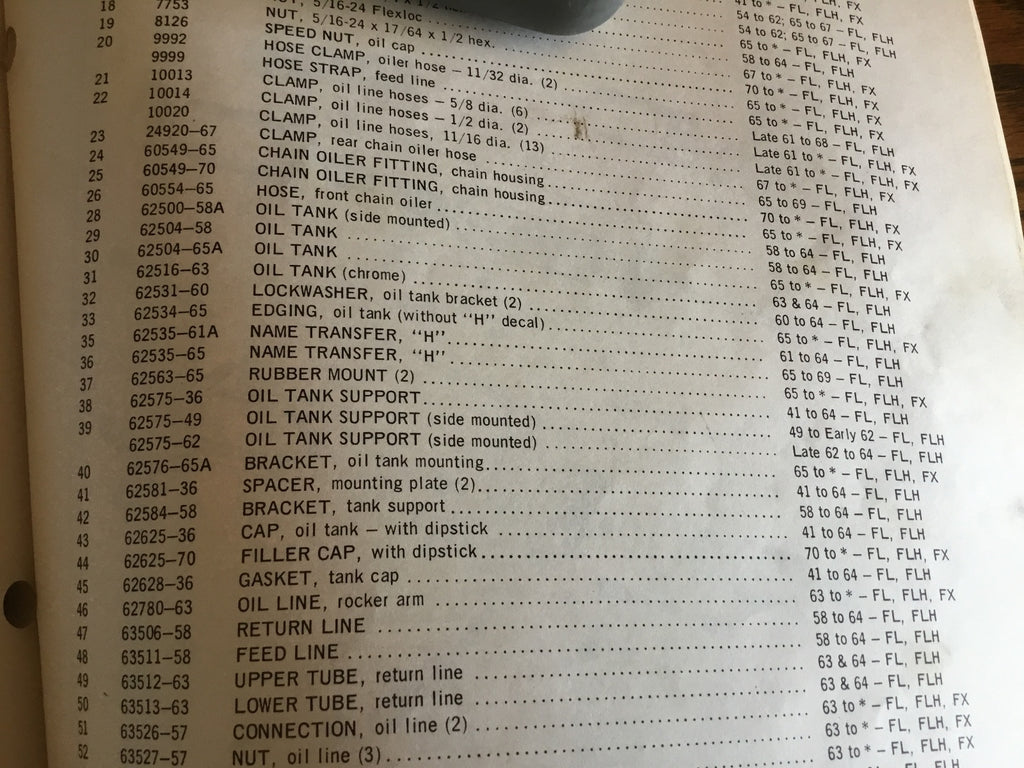 41 to * – FL, FLH, FX
54 to 62; 65 to 67 – FL, FLH
54 to 62; 65 to 67 – FL, FLH
65 to * – FL, FLH, FX
NUT, 5/16-24 Flexloc 58 to 64 – FL, FLH
18 7753 NUT, 5/16-24 x 17/64 x 1/2 hex. 67 to * – FL, FLH, FX
19 8126 SPEED NUT, oil cap 70 to * – FL, FLH, FX
20 9992 HOSE CLAMP, oiler hose – 11/32 dia. (2) 65 to * – FL, FLH, FX
9999 HOSE STRAP, feed line 65 to * – FL, FLH, FX
21 10013 CLAMP, oil line hoses – 5/8 dia. (6) Late 61 to 68 – FL, FLH
22 10014 CLAMP, oil line hoses – 1/2 dia. (2) Late 61 to * – FL, FLH, FX
10020 CLAMP, oil line hoses, 11/16 dia. (13) Late 61 to * – FL, FLH, FX
23 24920–67 CLAMP, rear chain oiler hose 67 to * – FL, FLH, FX
24 60549–65 CHAIN OILER FITTING, chain housing 65 to 69 – FL, FLH
25 60549–70 CHAIN OILER FITTING, chain housing 70 to * – FL, FLH, FX
26 60554–65 HOSE, front chain oiler 65 to * – FL, FLH, FX
28 62500–58A OIL TANK (side mounted) 58 to 64 – FL, FLH
29 62504–58 OIL TANK 58 to 64 – FL, FLH
30 62504–65A OIL TANK 65 to * – FL, FLH, FX
31 62516–63 OIL TANK (chrome) 63 & 64 – FL, FLH
32 62531–60 LOCKWASHER, oil tank bracket (2) 60 to 64 – FL, FLH
33 62534–65 EDGING, oil tank (without "H" decal) 65 to * – FL, FLH, FX
35 62535–61A NAME TRANSFER, "H" 61 to 64 – FL, FLH
36 62535–65 NAME TRANSFER, "H" 65 to 69 – FL, FLH
37 62563–65 RUBBER MOUNT (2) 65 to * – FL, FLH, FX
38 62575–36 OIL TANK SUPPORT 41 to 64 – FL, FLH
39 62575–49 OIL TANK SUPPORT (side mounted) 49 to Early 62 – FL, FLH
62575–62 OIL TANK SUPPORT (side mounted) Late 62 to 64 – FL, FLH
40 62576–65A BRACKET, oil tank mounting 65 to * – FL, FLH, FX
41 62581–36 SPACER, mounting plate (2) 41 to 64 – FL, FLH
42 62584–58 BRACKET, tank support 58 to 64 – FL, FLH
43 62625–36 CAP, oil tank – with dipstick 41 to 64 – FL, FLH
44 62625–70 FILLER CAP, with dipstick 70 to * – FL, FLH, FX
45 62628–36 GASKET, tank cap 41 to 64 – FL, FLH
46 62780–63 OIL LINE, rocker arm 63 to * – FL, FLH, FX
47 63506–58 RETURN LINE 58 to 64 – FL, FLH
48 63511–58 FEED LINE 58 to 64 – FL, FLH
49 63512–63 UPPER TUBE, return line 63 & 64 – FL, FLH
50 63513–63 LOWER TUBE, return line 63 & 64 – FL, FLH
51 63526–57 CONNECTION, oil line (2) 63 to * – FL, FLH, FX
52 63527–57 NUT, oil line (3) 63 to * – FL, FLH, FX
63 to * – FL, FLH, FX